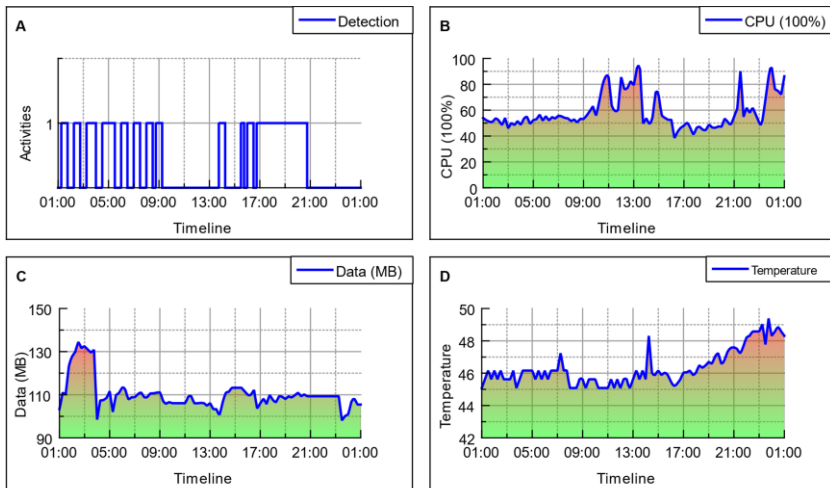 A
Detection
Activities
1
01:00 05:00 09:00 13:00 17:00 21:00 01:00
Timeline
B
CPU (100%)
CPU (100%)
100
80
60
40
20
0
01:00 05:00 09:00 13:00 17:00 21:00 01:00
Timeline
C
Data (MB)
Data (MB)
150
130
110
90
01:00 05:00 09:00 13:00 17:00 21:00 01:00
Timeline
D
Temperature
Temperature
50
48
46
44
42
01:00 05:00 09:00 13:00 17:00 21:00 01:00
Timeline